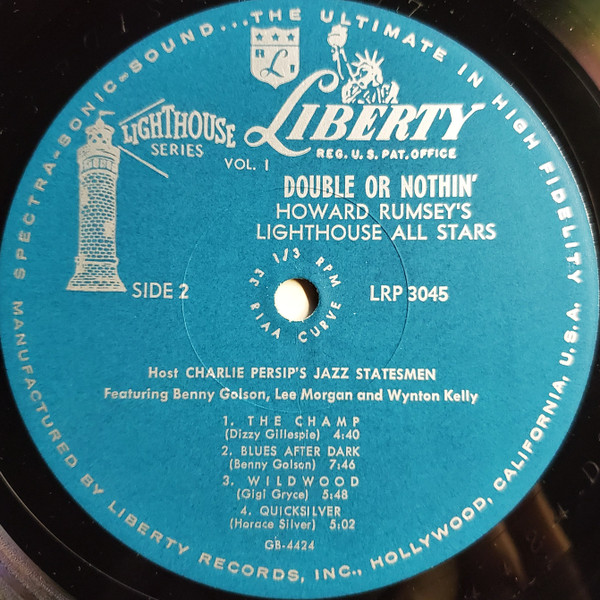 SPECTRA-SONIC-SOUND...THE ULTIMATE IN HIGH FIDELITY
R L I
LIGHTHOUSE
SERIES
VOL. I
LIBERTY
REG. U.S. PAT. OFFICE
DOUBLE OR NOTHIN'
HOWARD RUMSEY'S
LIGHTHOUSE ALL STARS
SIDE 2
33 1/3 RPM
RIAA CURVE
LRP 3045
Host CHARLIE PERSIP'S JAZZ STATESMEN
Featuring Benny Golson, Lee Morgan and Wynton Kelly
1. THE CHAMP
(Dizzy Gillespie) 4:40
2. BLUES AFTER DARK
(Benny Golson) 7:46
3. WILDWOOD
(Gigi Gryce) 5:48
4. QUICKSILVER
(Horace Silver) 5:02
GB-4424
MANUFACTURED BY LIBERTY RECORDS, INC., HOLLYWOOD, CALIFORNIA, U.S.A.